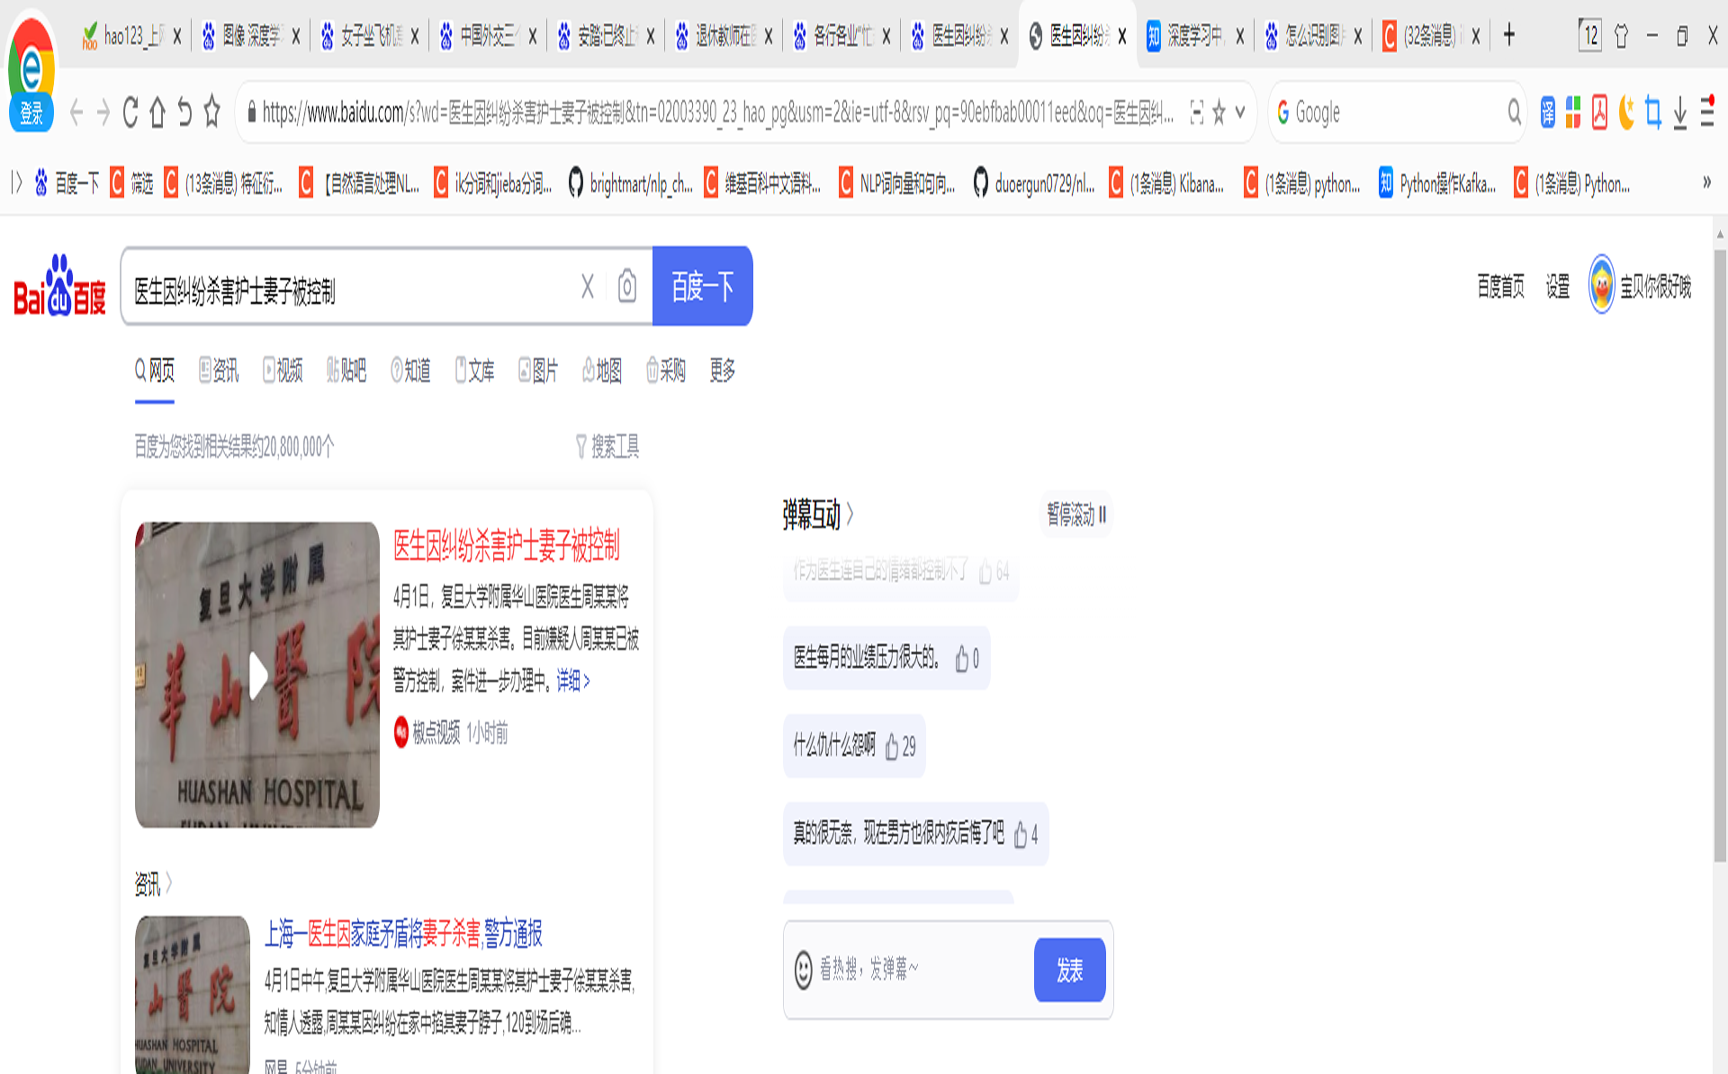 hao123_上网
图像 深度学
女子坐飞机
中国外交三
安踏:已终止
退休教师在
各行各业"忙
医生因纠纷
医生因纠纷
深度学习中
怎么识别图
(32条消息)
12
登录
https://www.baidu.com/s?wd=医生因纠纷杀害护士妻子被控制&tn=02003390_23_hao_pg&usm=2&ie=utf-8&rsv_pq=90ebfbab00011eed&oq=医生因纠...
Google
译
百度一下
筛选
(13条消息) 特征衍...
【自然语言处理NL...
ik分词和jieba分词...
brightmart/nlp_ch...
维基百科中文语料...
NLP词向量和句向...
duoergun0729/nl...
(1条消息) Kibana...
(1条消息) python...
Python操作Kafka...
(1条消息) Python...
Baidu百度
医生因纠纷杀害护士妻子被控制
百度一下
百度首页 设置 宝贝你很好哦
网页 资讯 视频 贴吧 知道 文库 图片 地图 采购 更多
百度为您找到相关结果约20,800,000个
搜索工具
复旦大学附属
華山醫院
HUASHAN HOSPITAL
FUDAN UNIVERSITY
医生因纠纷杀害护士妻子被控制
4月1日，复旦大学附属华山医院医生周某某将
其护士妻子徐某某杀害。目前嫌疑人周某某已被
警方控制，案件进一步办理中。详细 >
椒点视频 1小时前
资讯 >
复旦大学附属
山醫院
HUASHAN HOSPITAL
FUDAN UNIVERSITY
上海一医生因家庭矛盾将妻子杀害,警方通报
4月1日中午,复旦大学附属华山医院医生周某某将其护士妻子徐某某杀害,
知情人透露,周某某因纠纷在家中掐其妻子脖子,120到场后确...
网易 5分钟前
弹幕互动 >
暂停滚动
作为医生连自己的情绪都控制不了 64
医生每月的业绩压力很大的。 0
什么仇什么怨啊 29
真的很无奈，现在男方也很内疚后悔了吧 4
看热搜，发弹幕~
发表